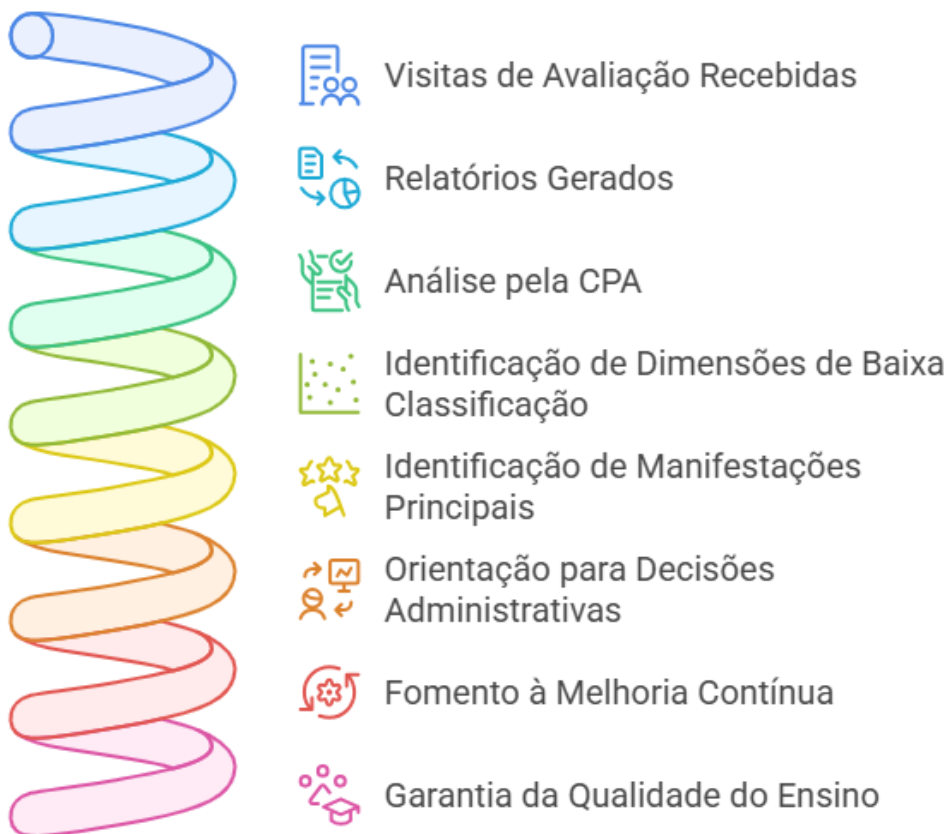 Visitas de Avaliação Recebidas
Relatórios Gerados
Análise pela CPA
Identificação de Dimensões de Baixa
Classificação
Identificação de Manifestações
Principais
Orientação para Decisões
Administrativas
Fomento à Melhoria Contínua
Garantia da Qualidade do Ensino